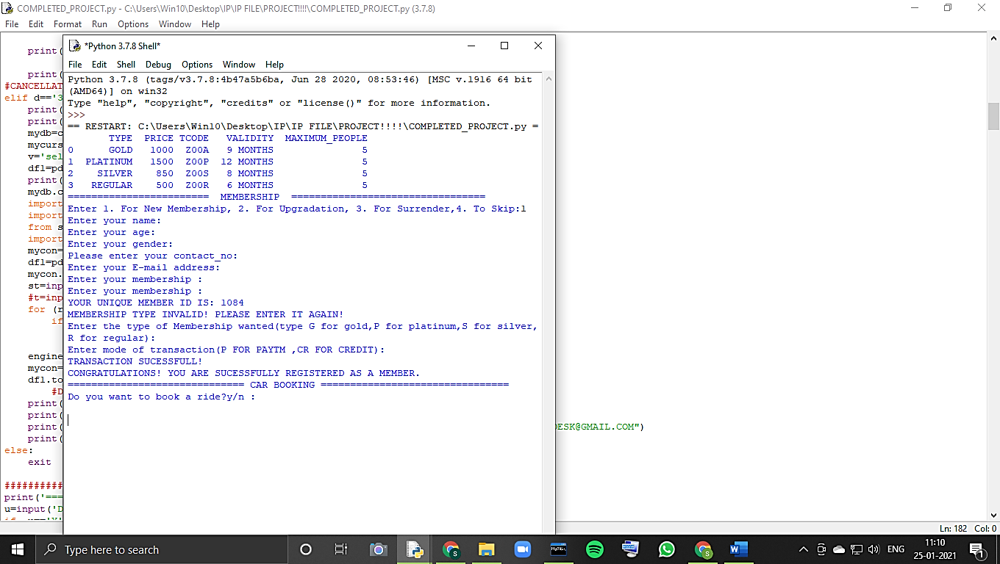 COMPLETED_PROJECT.py - C:\Users\Win10\Desktop\IP\IP FILE\PROJECT!!!!\COMPLETED_PROJECT.py (3.7.8)
File Edit Format Run Options Window Help
*Python 3.7.8 Shell*
File Edit Shell Debug Options Window Help
Python 3.7.8 (tags/v3.7.8:4b47a5b6ba, Jun 28 2020, 08:53:46) [MSC v.1916 64 bit
(AMD64)] on win32
Type "help", "copyright", "credits" or "license()" for more information.
>>>
== RESTART: C:\Users\Win10\Desktop\IP\IP FILE\PROJECT!!!!\COMPLETED_PROJECT.py =
TYPE PRICE TCODE VALIDITY MAXIMUM_PEOPLE
0 GOLD 1000 Z00A 9 MONTHS 5
1 PLATINUM 1500 Z00P 12 MONTHS 5
2 SILVER 850 Z00S 8 MONTHS 5
3 REGULAR 500 Z00R 6 MONTHS 5
======================== MEMBERSHIP =================================
Enter 1. For New Membership, 2. For Upgradation, 3. For Surrender,4. To Skip:1
Enter your name:
Enter your age:
Enter your gender:
Please enter your contact_no:
Enter your E-mail address:
Enter your membership :
Enter your membership :
YOUR UNIQUE MEMBER ID IS: 1084
MEMBERSHIP TYPE INVALID! PLEASE ENTER IT AGAIN!
Enter the type of Membership wanted(type G for gold,P for platinum,S for silver,
R for regular):
Enter mode of transaction(P FOR PAYTM ,CR FOR CREDIT):
TRANSACTION SUCESSFULL!
CONGRATULATIONS! YOU ARE SUCESSFULLY REGISTERED AS A MEMBER.
============================== CAR BOOKING ================================
Do you want to book a ride?y/n :
print(
print(
#CANCELLAT
elif d=='3
print(
print(
mydb=c
mycurs
v='sel
df1=pd
print(
mydb.c
import
import
from s
import
mycon=
df1=pd
mycon.
st=inp
#t=inp
for (r
if
engine
mycon=
df1.to
#D
print(
print(
print( DESK@GMAIL.COM")
print(
else:
exit
##########
print('===
u=input('D
Ln: 182 Col: 0
Type here to search
MySQL
ENG
11:10
25-01-2021
1